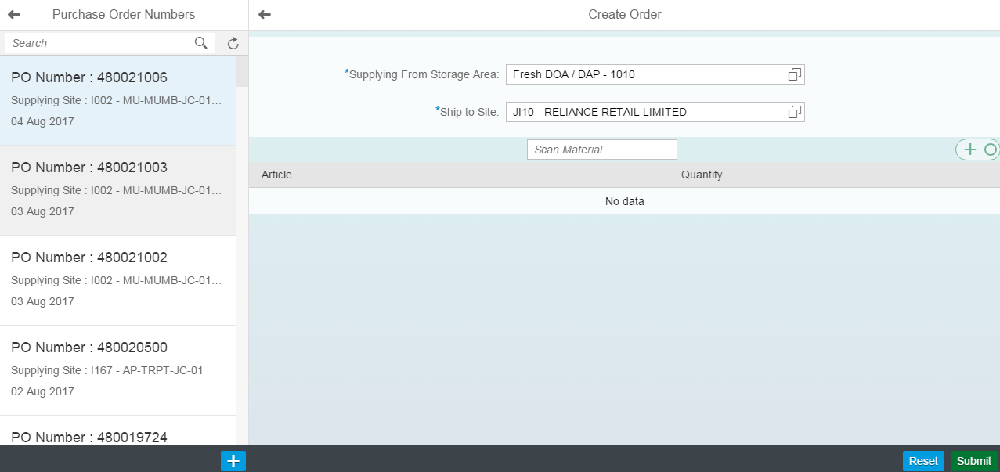 Purchase Order Numbers
Search
PO Number : 480021006
Supplying Site : I002 - MU-MUMB-JC-01...
04 Aug 2017
PO Number : 480021003
Supplying Site : I002 - MU-MUMB-JC-01...
03 Aug 2017
PO Number : 480021002
Supplying Site : I002 - MU-MUMB-JC-01...
03 Aug 2017
PO Number : 480020500
Supplying Site : I167 - AP-TRPT-JC-01
02 Aug 2017
PO Number : 480019724
Create Order
*Supplying From Storage Area: Fresh DOA / DAP - 1010
*Ship to Site: JI10 - RELIANCE RETAIL LIMITED
Scan Material
Article Quantity
No data
Reset Submit